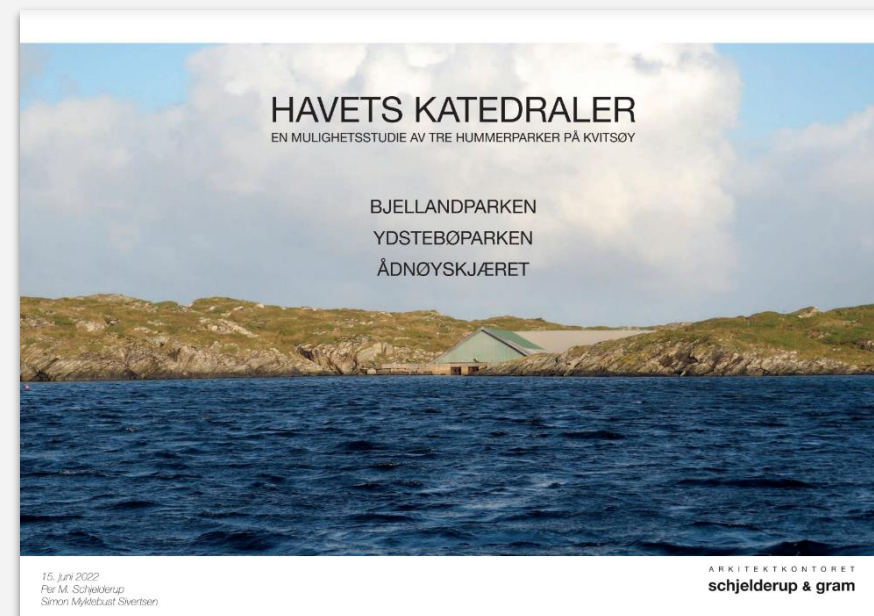 HAVETS KATEDRALER
EN MULIGHETSSTUDIE AV TRE HUMMERPARKER PÅ KVITSØY
BJELLANDPARKEN
YDSTEBØPARKEN
ÅDNØYSKJÆRET
15. juni 2022
Per M. Schjelderup
Simon Myklebust Sivertsen
ARKITEKTKONTORET
schjelderup & gram